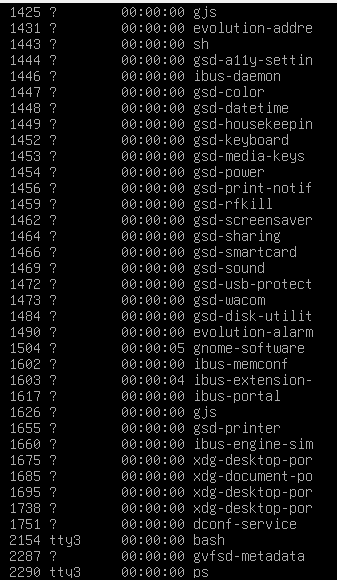 1425 ? 00:00:00 gjs
1431 ? 00:00:00 evolution-addre
1443 ? 00:00:00 sh
1444 ? 00:00:00 gsd-a11y-settin
1446 ? 00:00:00 ibus-daemon
1447 ? 00:00:00 gsd-color
1448 ? 00:00:00 gsd-datetime
1449 ? 00:00:00 gsd-housekeepin
1452 ? 00:00:00 gsd-keyboard
1453 ? 00:00:00 gsd-media-keys
1454 ? 00:00:00 gsd-power
1456 ? 00:00:00 gsd-print-notif
1459 ? 00:00:00 gsd-rfkill
1462 ? 00:00:00 gsd-screensaver
1464 ? 00:00:00 gsd-sharing
1466 ? 00:00:00 gsd-smartcard
1469 ? 00:00:00 gsd-sound
1472 ? 00:00:00 gsd-usb-protect
1473 ? 00:00:00 gsd-wacom
1484 ? 00:00:00 gsd-disk-utilit
1490 ? 00:00:00 evolution-alarm
1504 ? 00:00:05 gnome-software
1602 ? 00:00:00 ibus-memconf
1603 ? 00:00:04 ibus-extension-
1617 ? 00:00:00 ibus-portal
1626 ? 00:00:00 gjs
1655 ? 00:00:00 gsd-printer
1660 ? 00:00:00 ibus-engine-sim
1675 ? 00:00:00 xdg-desktop-por
1685 ? 00:00:00 xdg-document-po
1695 ? 00:00:00 xdg-desktop-por
1738 ? 00:00:00 xdg-desktop-por
1751 ? 00:00:00 dconf-service
2154 tty3 00:00:00 bash
2287 ? 00:00:00 gvfsd-metadata
2290 tty3 00:00:00 ps